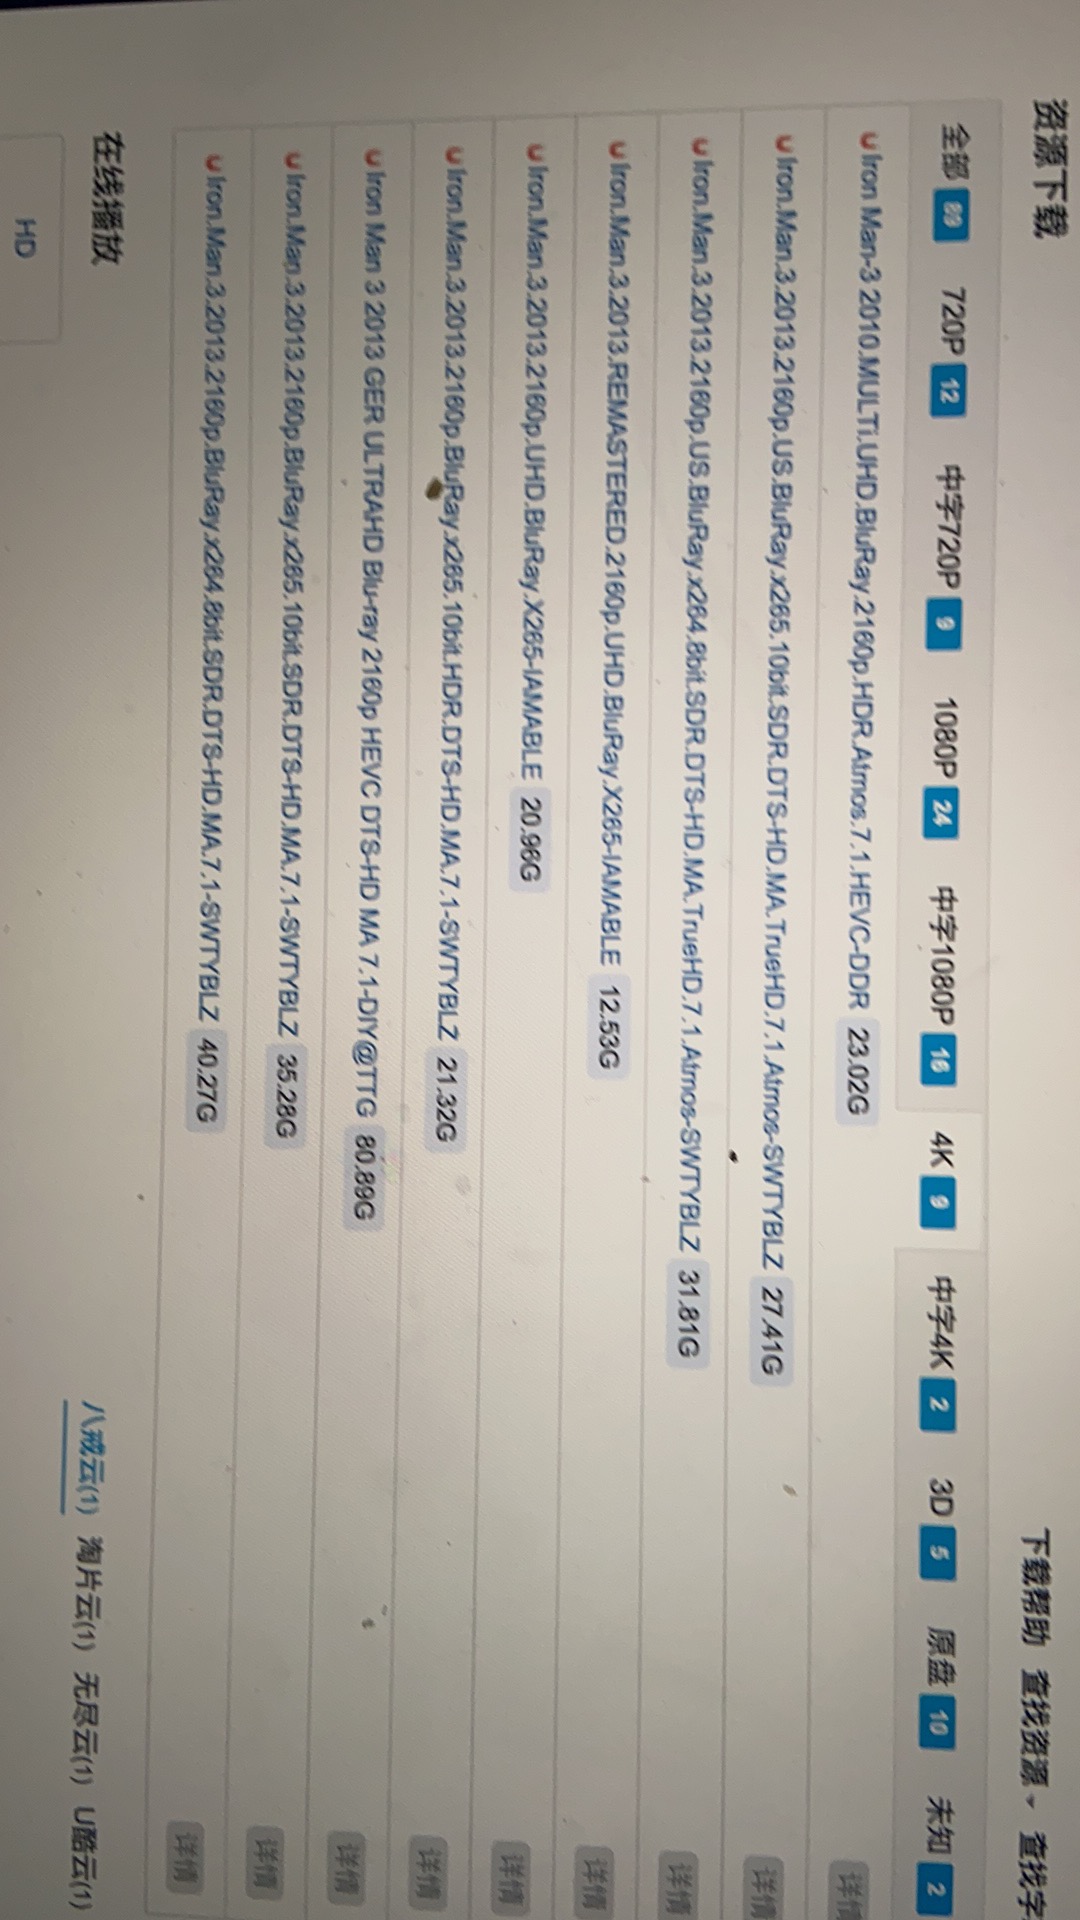 资源下载
下载帮助 查找资源 查找字
全部 89 720P 12 中字720P 9 1080P 24 中字1080P 16 4K 9 中字4K 2 3D 5 原盘 10 未知 2
Iron Man-3 2010.MULTi.UHD.BluRay.2160p.HDR.Atmos.7.1.HEVC-DDR 23.02G 详情
Iron.Man.3.2013.2160p.US.BluRay.x265.10bit.SDR.DTS-HD.MA.TrueHD.7.1.Atmos-SWTYBLZ 27.41G 详情
Iron.Man.3.2013.2160p.US.BluRay.x264.8bit.SDR.DTS-HD.MA.TrueHD.7.1.Atmos-SWTYBLZ 31.81G 详情
Iron.Man.3.2013.REMASTERED.2160p.UHD.BluRay.X265-IAMABLE 12.53G 详情
Iron.Man.3.2013.2160p.UHD.BluRay.X265-IAMABLE 20.96G 详情
Iron.Man.3.2013.2160p.BluRay.x265.10bit.HDR.DTS-HD.MA.7.1-SWTYBLZ 21.32G 详情
Iron Man 3 2013 GER ULTRAHD Blu-ray 2160p HEVC DTS-HD MA 7.1-DIY@TTG 80.89G 详情
Iron.Man.3.2013.2160p.BluRay.x265.10bit.SDR.DTS-HD.MA.7.1-SWTYBLZ 35.28G 详情
Iron.Man.3.2013.2160p.BluRay.x264.8bit.SDR.DTS-HD.MA.7.1-SWTYBLZ 40.27G 详情
在线播放
八戒云(1) 淘片云(1) 无尽云(1) U酷云(1)
HD